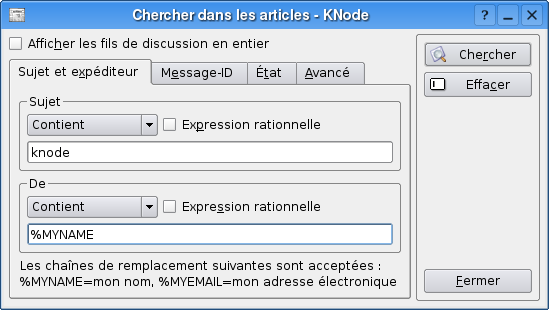 Chercher dans les articles - KNode
Afficher les fils de discussion en entier
Sujet et expéditeur
Message-ID
État
Avancé
Sujet
Contient
Expression rationnelle
knode
De
Contient
Expression rationnelle
%MYNAME
Les chaînes de remplacement suivantes sont acceptées :
%MYNAME=mon nom, %MYEMAIL=mon adresse électronique
Chercher
Effacer
Fermer